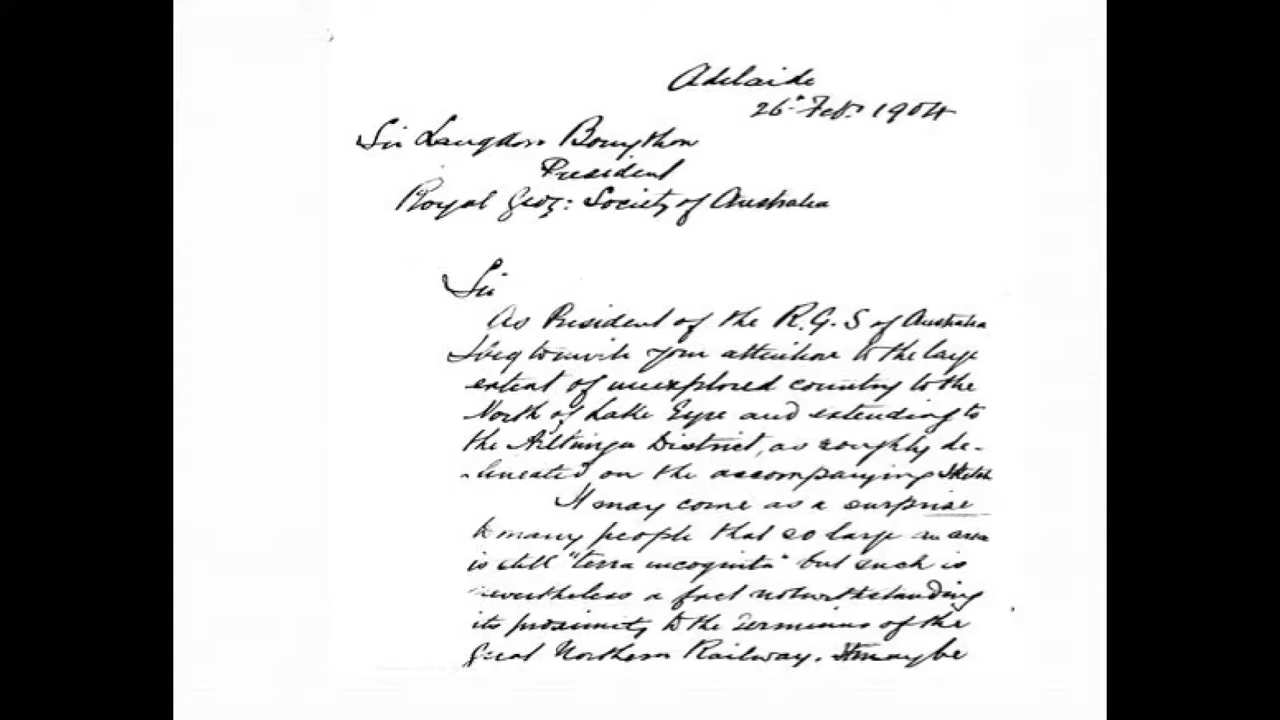 Adelaide
26th Feb. 1904
Sir Langdon Bonython
President
Royal Geog: Society of Australia
Sir
As President of the R.G.S of Australia
I beg to invite your attention to the large
extent of unexplored country to the
North of Lake Eyre and extending to
the Arltunga District, as roughly de-
-lineated on the accompanying Sketch
It may come as a surprise
to many people that so large an area
is still "terra incognita" but such is
nevertheless a fact notwithstanding
its proximity to the Terminus of the
Great Northern Railway. It may be